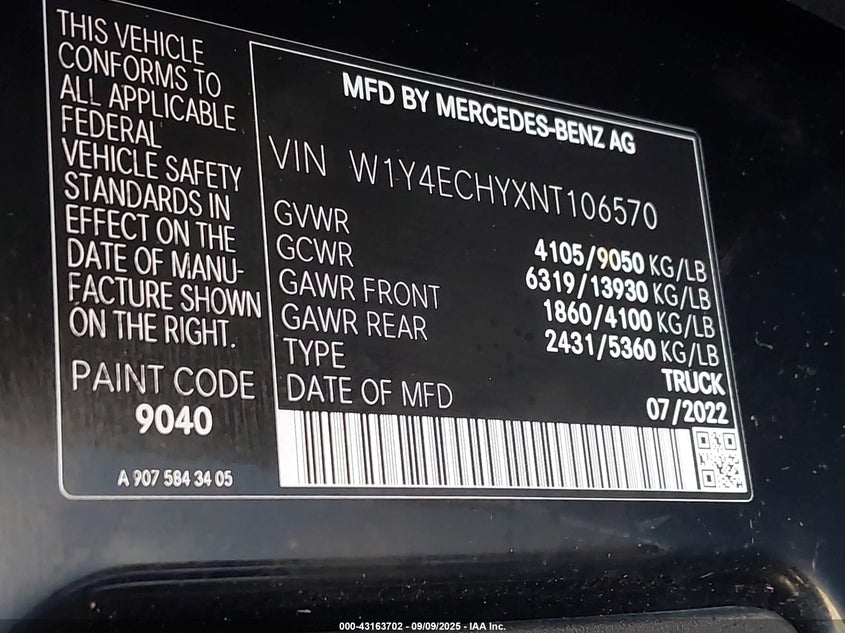 THIS VEHICLE
CONFORMS TO
ALL APPLICABLE
FEDERAL
VEHICLE SAFETY
STANDARDS IN
EFFECT ON THE
DATE OF MANU-
FACTURE SHOWN
ON THE RIGHT.
PAINT CODE
9040
A 907 584 34 05
MFD BY MERCEDES-BENZ AG
VIN W1Y4ECHYXNT106570
GVWR 4105/9050 KG/LB
GCWR 6319/13930 KG/LB
GAWR FRONT 1860/4100 KG/LB
GAWR REAR 2431/5360 KG/LB
TYPE TRUCK
DATE OF MFD 07/2022
000-43163702 - 09/09/2025 - IAA Inc.